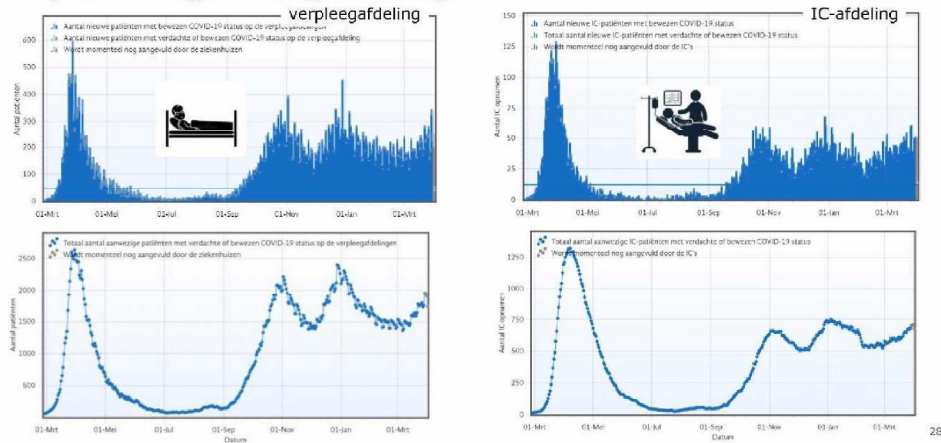 verpleegafdeling
Aantal nieuwe patiënten met bewezen COVID-19 status op de verpleegafdelingen
Aantal nieuwe patiënten met verdachte of bewezen COVID-19 status op de verpleegafdeling
Wordt momenteel nog aangevuld door de ziekenhuizen
Aantal patiënten
600
500
400
300
200
100
0
01-Mrt 01-Mei 01-Jul 01-Sep 01-Nov 01-Jan 01-Mrt
IC-afdeling
Aantal nieuwe IC-patiënten met bewezen COVID-19 status
Totaal aantal nieuwe IC-patiënten met verdachte of bewezen COVID-19 status
Wordt momenteel nog aangevuld door de IC's
Aantal IC opnamen
150
125
100
75
50
25
0
01-Mrt 01-Mei 01-Jul 01-Sep 01-Nov 01-Jan 01-Mrt
Totaal aantal aanwezige patiënten met verdachte of bewezen COVID-19 status op de verpleegafdelingen
Wordt momenteel nog aangevuld door de ziekenhuizen
Aantal patiënten
2500
2000
1500
1000
500
01-Mrt 01-Mei 01-Jul 01-Sep 01-Nov 01-Jan 01-Mrt
Datum
Totaal aantal aanwezige IC-patiënten met verdachte of bewezen COVID-19 status
Wordt momenteel nog aangevuld door de IC's
Aantal IC opnamen
1250
1000
750
500
250
0
01-Mrt 01-Mei 01-Jul 01-Sep 01-Nov 01-Jan 01-Mrt
Datum
28